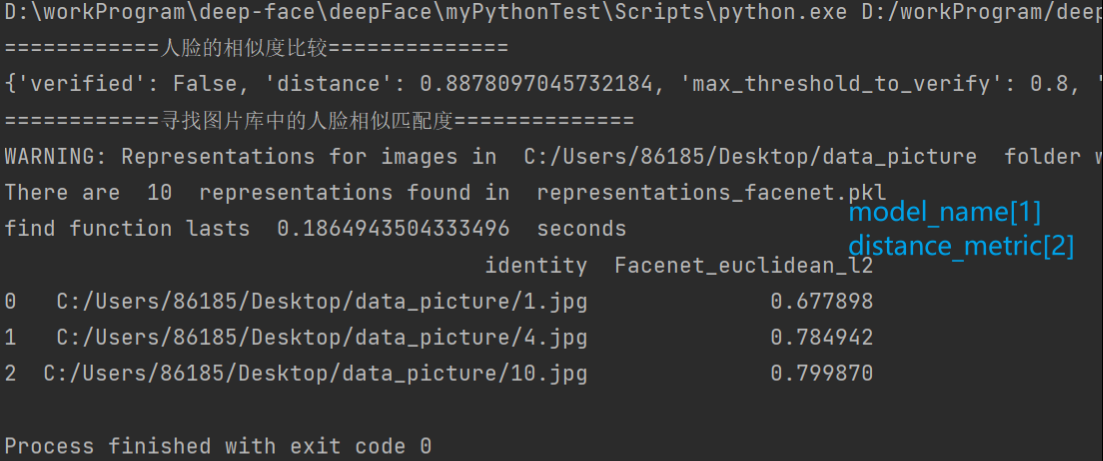 D:\workProgram\deep-face\deepFace\myPythonTest\Scripts\python.exe D:/workProgram/deep
============人脸的相似度比较==============
{'verified': False, 'distance': 0.8878097045732184, 'max_threshold_to_verify': 0.8, '
============寻找图片库中的人脸相似匹配度==============
WARNING: Representations for images in  C:/Users/86185/Desktop/data_picture  folder w
There are  10  representations found in  representations_facenet.pkl
model_name[1]
find function lasts  0.1864943504333496  seconds
distance_metric[2]
identity  Facenet_euclidean_l2
0   C:/Users/86185/Desktop/data_picture/1.jpg             0.677898
1   C:/Users/86185/Desktop/data_picture/4.jpg             0.784942
2  C:/Users/86185/Desktop/data_picture/10.jpg             0.799870
Process finished with exit code 0